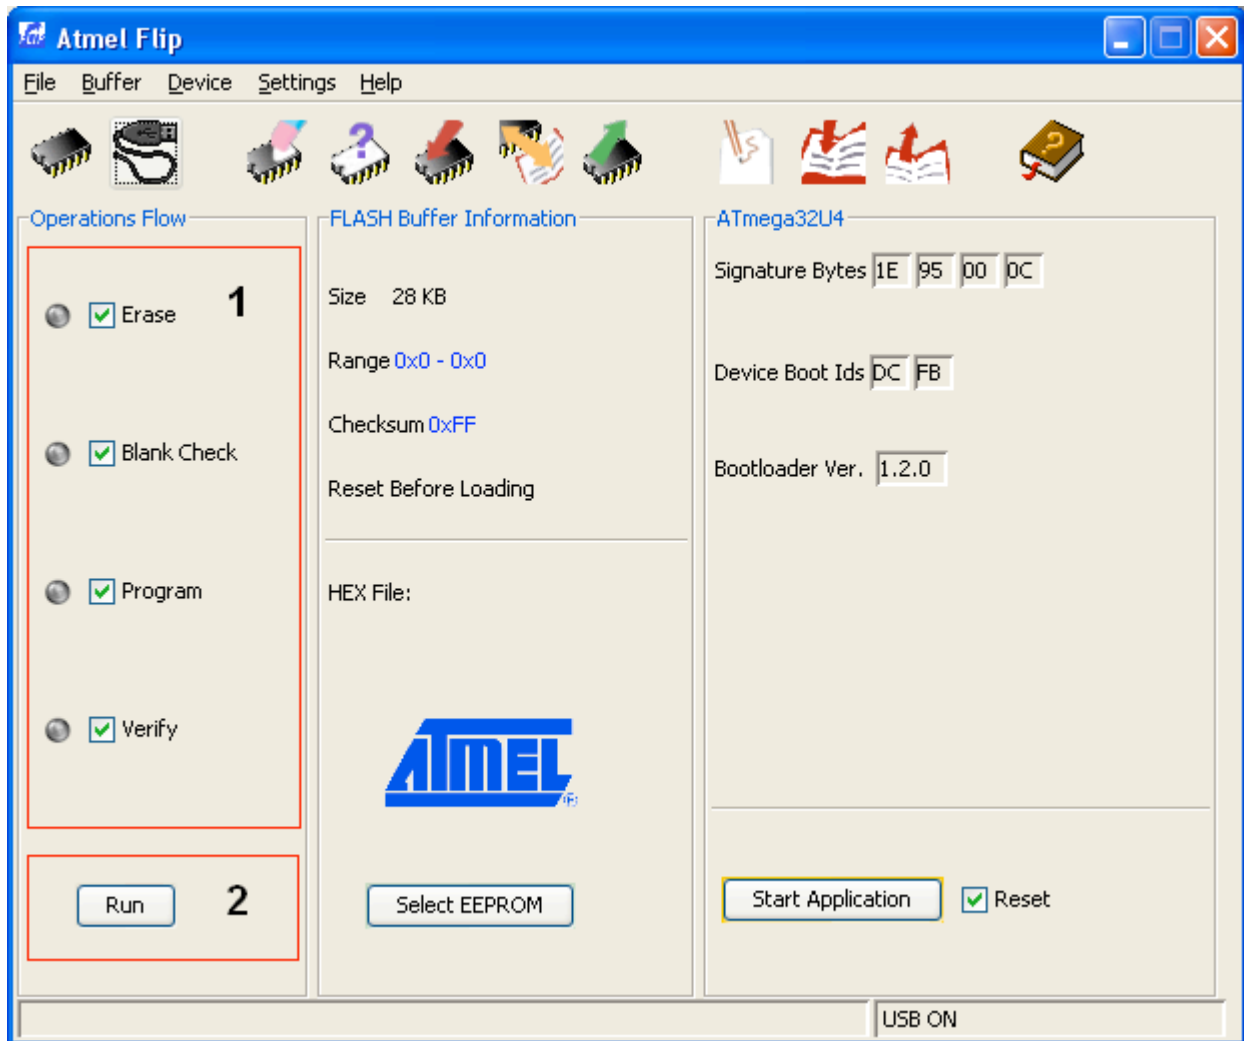 Atmel Flip
File Buffer Device Settings Help
Operations Flow
1
Erase
Blank Check
Program
Verify
Run
2
FLASH Buffer Information
Size 28 KB
Range 0x0 - 0x0
Checksum 0xFF
Reset Before Loading
HEX File:
ATMEL
Select EEPROM
ATmega32U4
Signature Bytes 1E 95 00 0C
Device Boot Ids DC FB
Bootloader Ver. 1.2.0
Start Application Reset
USB ON